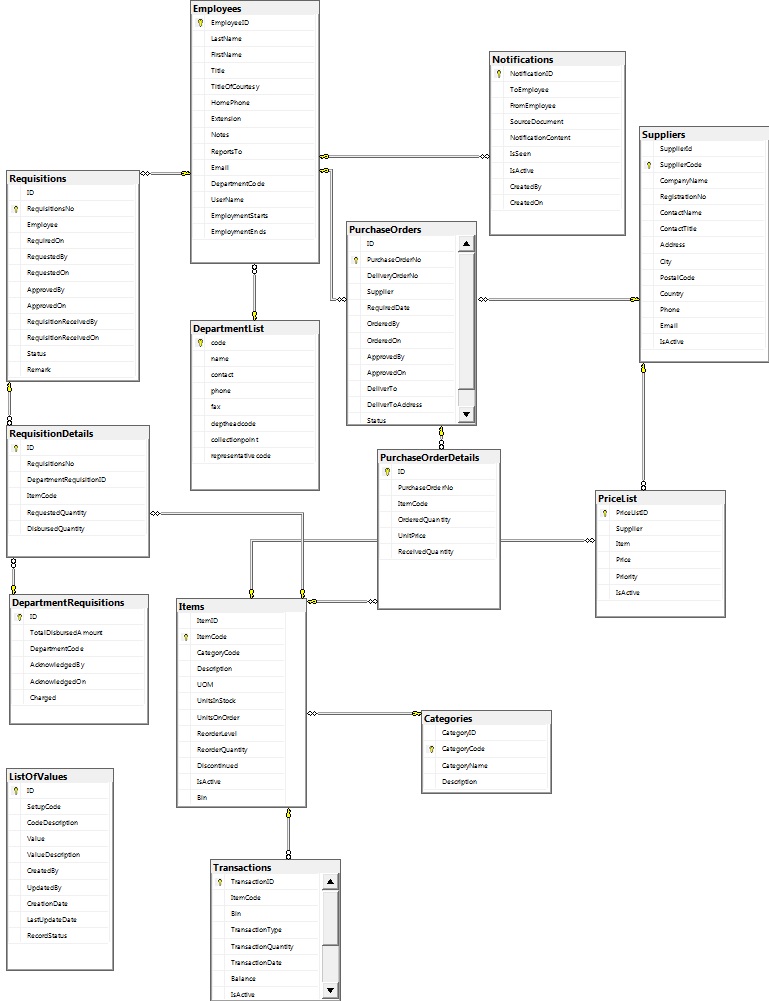 Employees
EmployeeID
LastName
FirstName
Title
TitleOfCourtesy
HomePhone
Extension
Notes
ReportsTo
Email
DepartmentCode
UserName
EmploymentStarts
EmploymentEnds
Notifications
NotificationID
ToEmployee
FromEmployee
SourceDocument
NotificationContent
IsSeen
IsActive
CreatedBy
CreatedOn
Suppliers
SupplierId
SupplierCode
CompanyName
RegistrationNo
ContactName
ContactTitle
Address
City
PostalCode
Country
Phone
Email
IsActive
Requisitions
ID
RequisitionsNo
Employee
RequiredOn
RequestedBy
RequestedOn
ApprovedBy
ApprovedOn
RequisitionReceivedBy
RequisitionReceivedOn
Status
Remark
PurchaseOrders
ID
PurchaseOrderNo
DeliveryOrderNo
Supplier
RequiredDate
OrderedBy
OrderedOn
ApprovedBy
ApprovedOn
DeliverTo
DeliverToAddress
Status
DepartmentList
code
name
contact
phone
fax
deptheadcode
collectionpoint
representativecode
RequisitionDetails
ID
RequisitionsNo
DepartmentRequisitionID
ItemCode
RequestedQuantity
DisbursedQuantity
PurchaseOrderDetails
ID
PurchaseOrderNo
ItemCode
OrderedQuantity
UnitPrice
ReceivedQuantity
PriceList
PriceListID
Supplier
Item
Price
Priority
IsActive
DepartmentRequisitions
ID
TotalDisbursedAmount
DepartmentCode
AcknowledgedBy
AcknowledgedOn
Charged
Items
ItemID
ItemCode
CategoryCode
Description
UOM
UnitsInStock
UnitsOnOrder
ReorderLevel
ReorderQuantity
Discontinued
IsActive
Bin
Categories
CategoryID
CategoryCode
CategoryName
Description
ListOfValues
ID
SetupCode
CodeDescription
Value
ValueDescription
CreatedBy
UpdatedBy
CreationDate
LastUpdateDate
RecordStatus
Transactions
TransactionID
ItemCode
Bin
TransactionType
TransactionQuantity
TransactionDate
Balance
IsActive